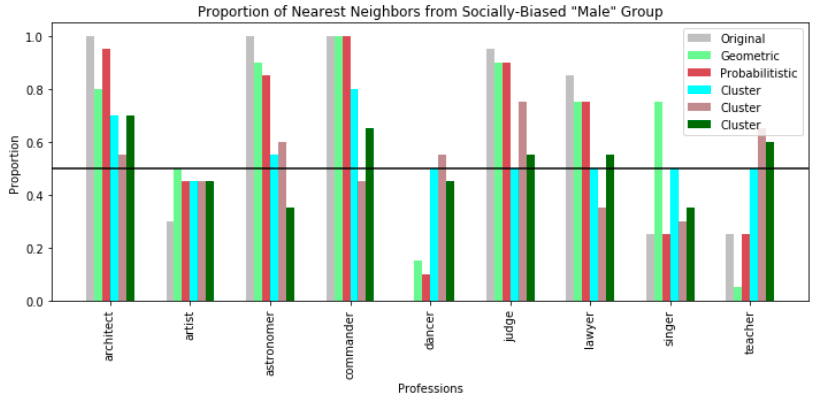 Proportion of Nearest Neighbors from Socially-Biased "Male" Group
Original
Geometric
Probabilitistic
Cluster
Cluster
Cluster
Proportion
1.0
0.8
0.6
0.4
0.2
0.0
architect
artist
astronomer
commander
dancer
judge
lawyer
singer
teacher
Professions